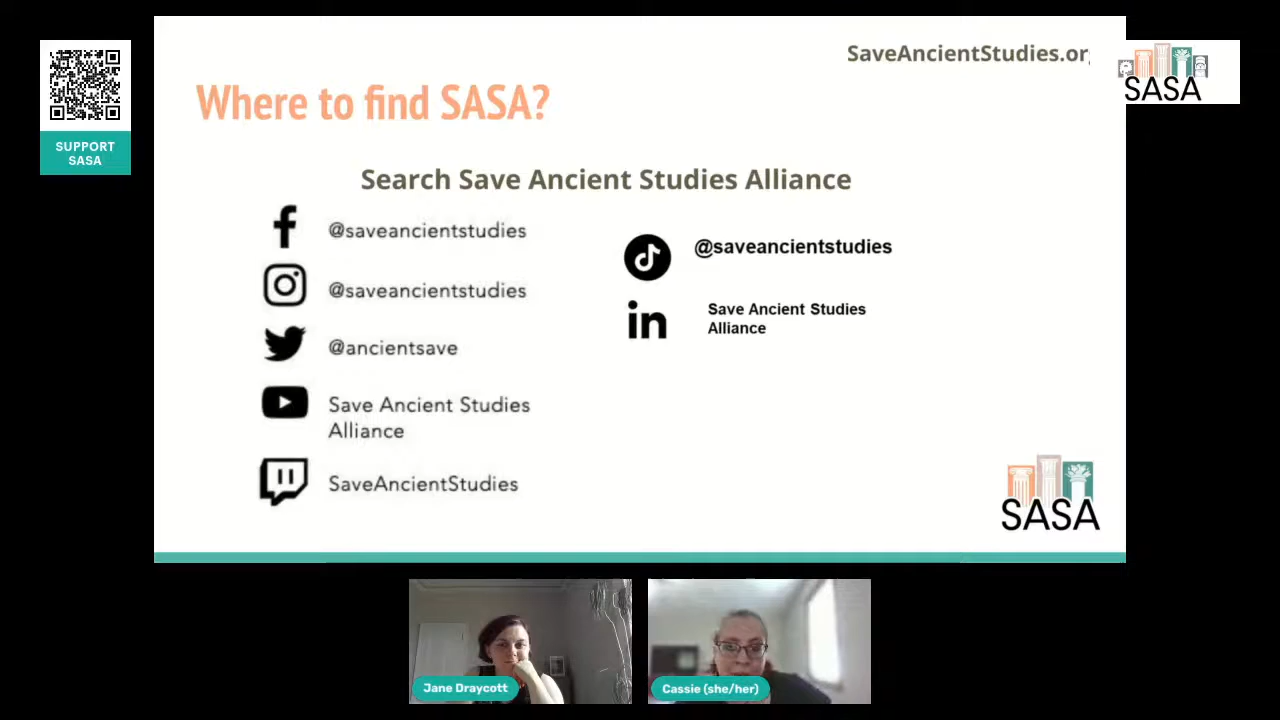 SUPPORT
SASA
SaveAncientStudies.or
SASA
Where to find SASA?
Search Save Ancient Studies Alliance
@saveancientstudies
@saveancientstudies
@ancientsave
Save Ancient Studies
Alliance
SaveAncientStudies
@saveancientstudies
in
Save Ancient Studies
Alliance
SASA
Jane Draycott
Cassie (she/her)